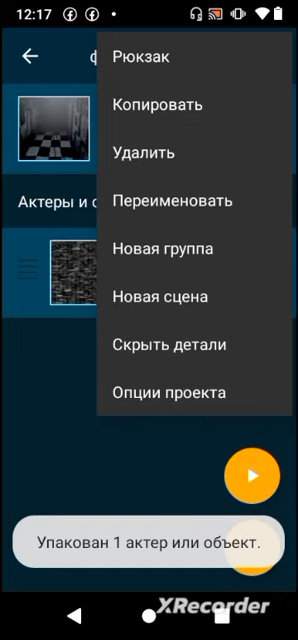 12:17
ф
Рюкзак
Копировать
Удалить
Актеры и о
Переименовать
Новая группа
Новая сцена
Скрыть детали
Опции проекта
Упакован 1 актер или объект.
XRecorder